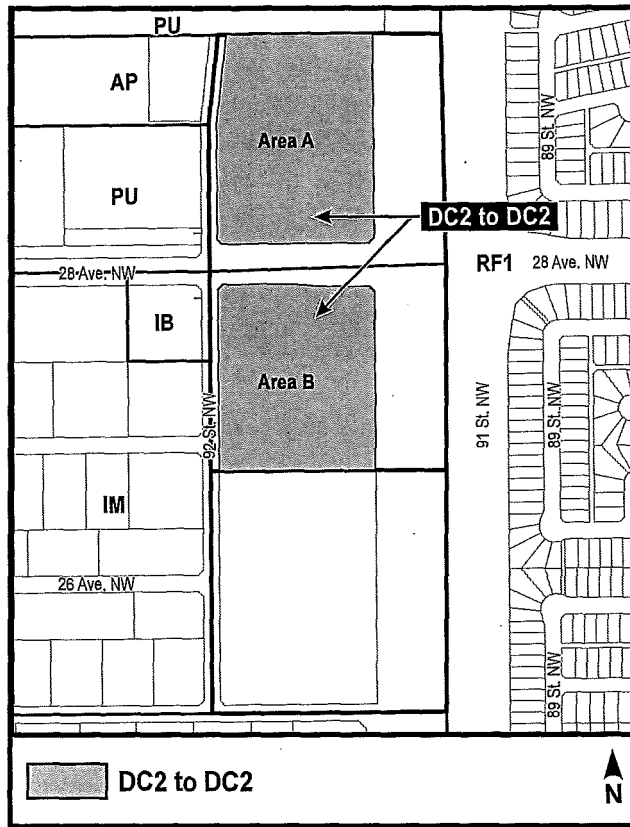 PU
AP
Area A
89 St. NW
PU
DC2 to DC2
28 Ave. NW
RF1
28 Ave. NW
IB
Area B
92 St. NW
91 St. NW
89 St. NW
IM
26 Ave. NW
89 St. NW
DC2 to DC2
N